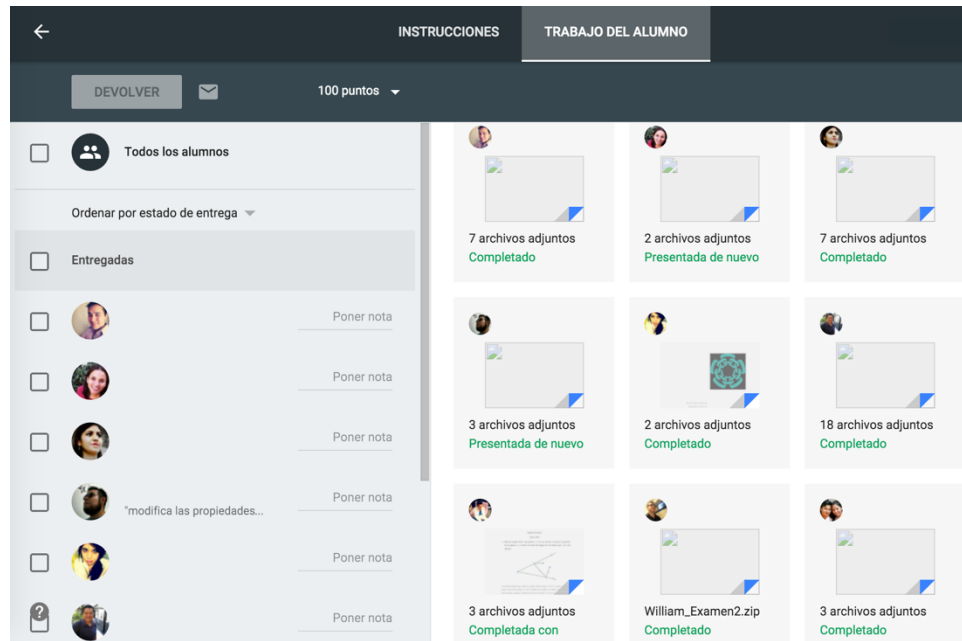 INSTRUCCIONES
TRABAJO DEL ALUMNO
DEVOLVER
100 puntos
Todos los alumnos
Ordenar por estado de entrega
Entregadas
Poner nota
Poner nota
Poner nota
"modifica las propiedades...
Poner nota
Poner nota
?
Poner nota
7 archivos adjuntos
Completado
2 archivos adjuntos
Presentada de nuevo
7 archivos adjuntos
Completado
3 archivos adjuntos
Presentada de nuevo
2 archivos adjuntos
Completado
18 archivos adjuntos
Completado
3 archivos adjuntos
Completada con
William_Examen2.zip
Completado
3 archivos adjuntos
Completado